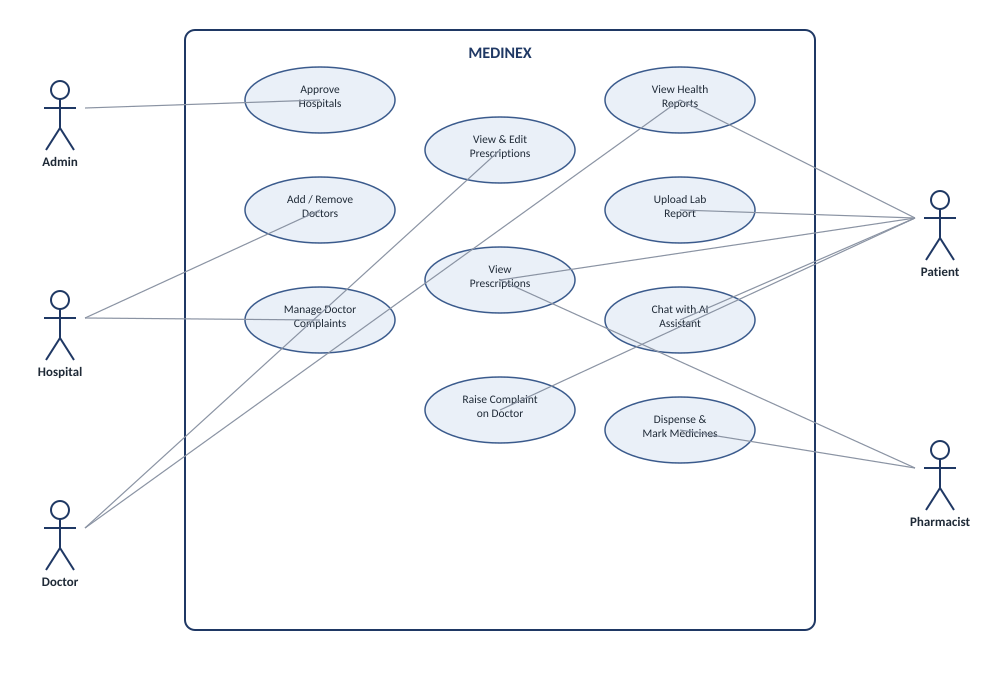 MEDINEX
Approve
Hospitals
View Health
Reports
View & Edit
Prescriptions
Admin
Add / Remove
Doctors
Upload Lab
Report
View
Prescriptions
Patient
Manage Doctor
Complaints
Chat with AI
Assistant
Hospital
Raise Complaint
on Doctor
Dispense &
Mark Medicines
Pharmacist
Doctor